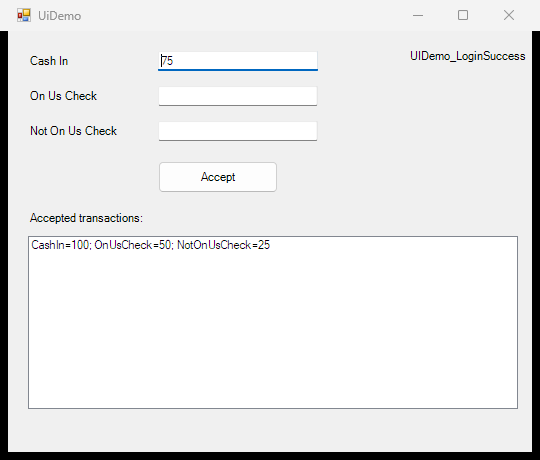 UiDemo
Cash In
75
UIDemo_LoginSuccess
On Us Check
Not On Us Check
Accept
Accepted transactions:
CashIn=100; OnUsCheck=50; NotOnUsCheck=25